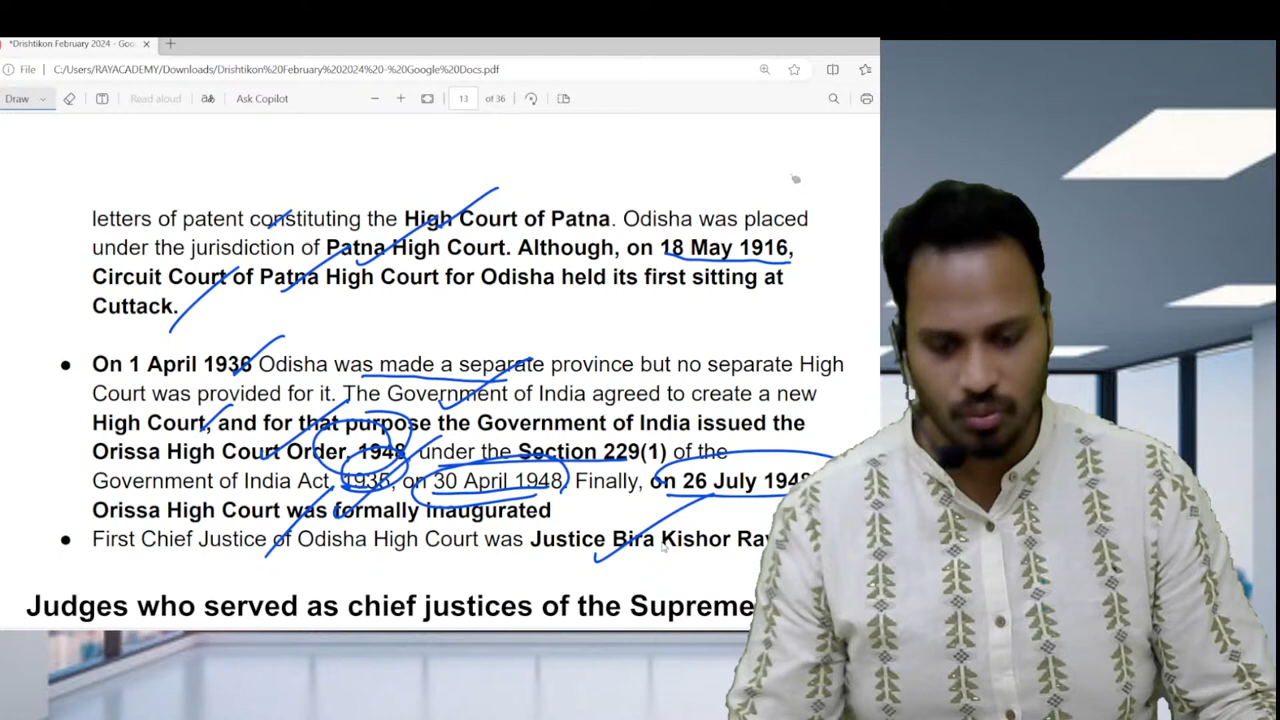 *Drishtikon February 2024 - Goo
File C:/Users/RAYACADEMY/Downloads/Drishtikon%20February%202024%20-%20Google%20Docs.pdf
Draw Read aloud Ask Copilot 13 of 36
letters of patent constituting the High Court of Patna. Odisha was placed
under the jurisdiction of Patna High Court. Although, on 18 May 1916,
Circuit Court of Patna High Court for Odisha held its first sitting at
Cuttack.
● On 1 April 1936 Odisha was made a separate province but no separate High
Court was provided for it. The Government of India agreed to create a new
High Court, and for that purpose the Government of India issued the
Orissa High Court Order, 1948, under the Section 229(1) of the
Government of India Act, 1935, on 30 April 1948. Finally, on 26 July 1948
Orissa High Court was formally inaugurated
● First Chief Justice of Odisha High Court was Justice Bira Kishor Ray
Judges who served as chief justices of the Supreme